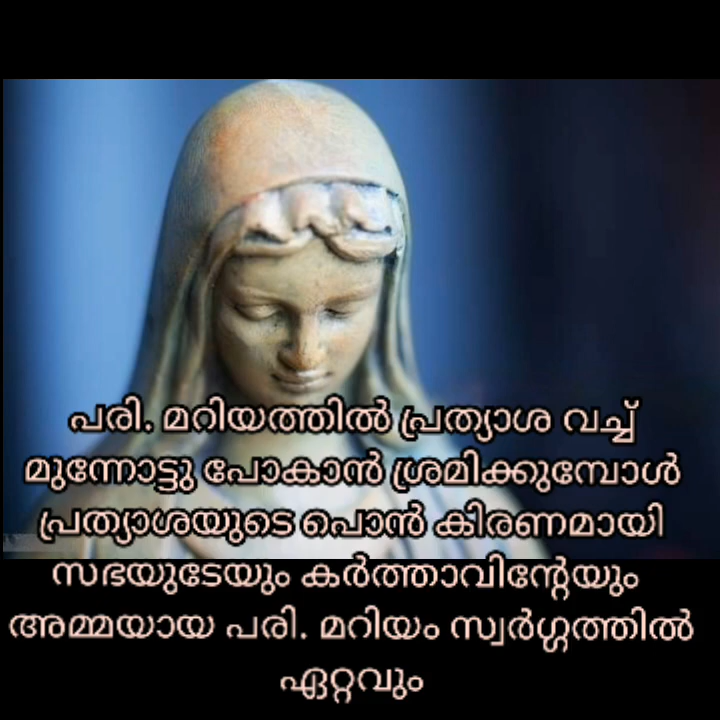 പരി. മറിയത്തിൽ പ്രത്യാശ വച്ച്
മുന്നോട്ടു പോകാൻ ശ്രമിക്കുമ്പോൾ
പ്രത്യാശയുടെ പൊൻ കിരണമായി
സഭയുടേയും കർത്താവിന്റേയും
അമ്മയായ പരി. മറിയം സ്വർഗ്ഗത്തിൽ
ഏറ്റവും